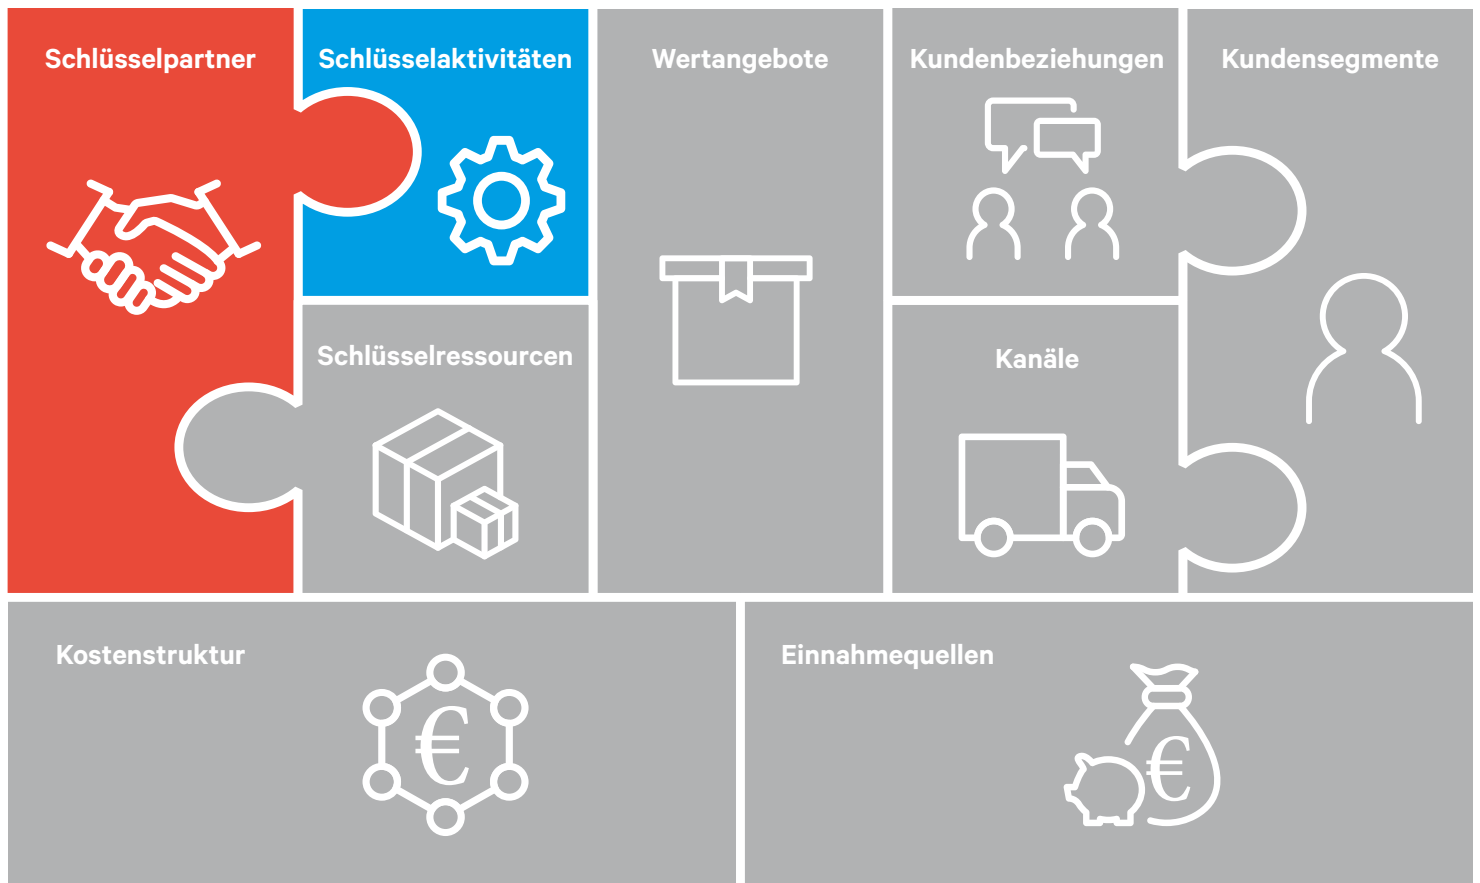 Schlüsselpartner
Schlüsselaktivitäten
Wertangebote
Kundenbeziehungen
Kundensegmente
Schlüsselressourcen
Kanäle
Kostenstruktur
€
Einnahmequellen
€